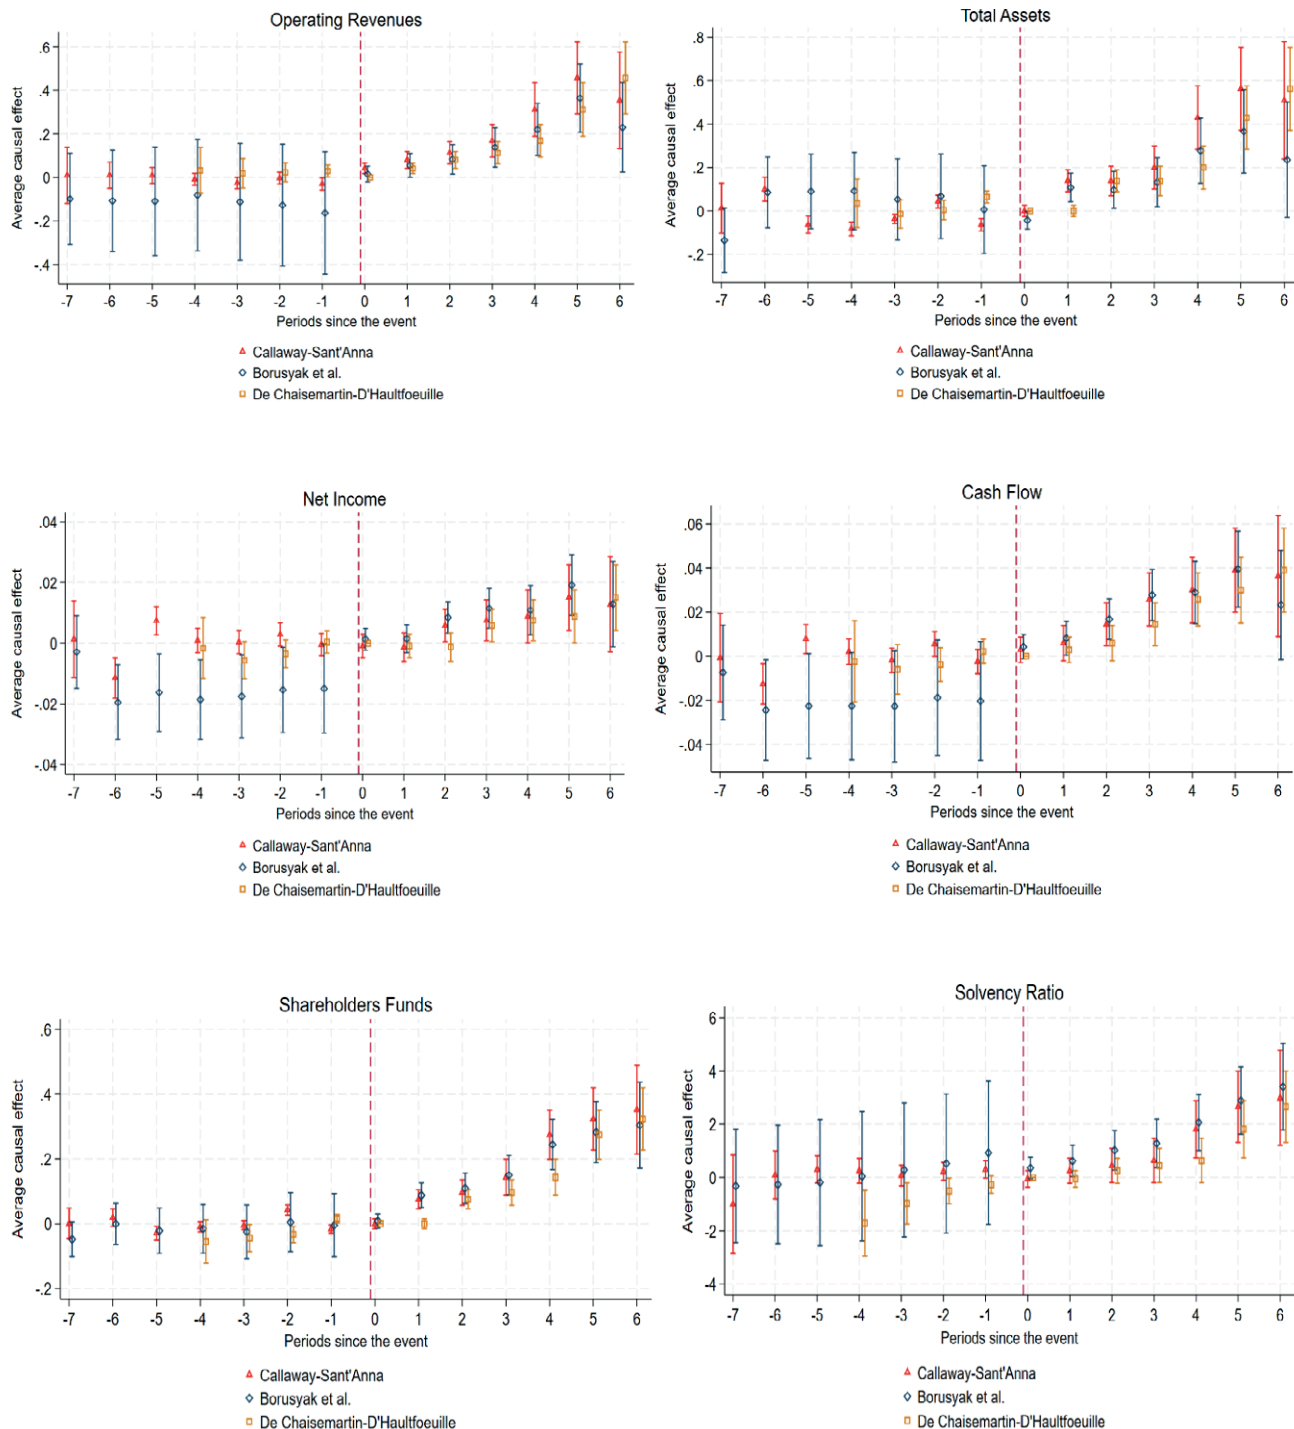 Operating Revenues
Average causal effect
.6
.4
.2
0
-.2
-.4
-7 -6 -5 -4 -3 -2 -1 0 1 2 3 4 5 6
Periods since the event
Callaway-Sant'Anna
Borusyak et al.
De Chaisemartin-D'Haultfoeuille
Total Assets
Average causal effect
.8
.6
.4
.2
0
-.2
-7 -6 -5 -4 -3 -2 -1 0 1 2 3 4 5 6
Periods since the event
Callaway-Sant'Anna
Borusyak et al.
De Chaisemartin-D'Haultfoeuille
Net Income
Average causal effect
.04
.02
0
-.02
-.04
-7 -6 -5 -4 -3 -2 -1 0 1 2 3 4 5 6
Periods since the event
Callaway-Sant'Anna
Borusyak et al.
De Chaisemartin-D'Haultfoeuille
Cash Flow
Average causal effect
.06
.04
.02
0
-.02
-.04
-7 -6 -5 -4 -3 -2 -1 0 1 2 3 4 5 6
Periods since the event
Callaway-Sant'Anna
Borusyak et al.
De Chaisemartin-D'Haultfoeuille
Shareholders Funds
Average causal effect
.6
.4
.2
0
-.2
-7 -6 -5 -4 -3 -2 -1 0 1 2 3 4 5 6
Periods since the event
Callaway-Sant'Anna
Borusyak et al.
De Chaisemartin-D'Haultfoeuille
Solvency Ratio
Average causal effect
6
4
2
0
-2
-4
-7 -6 -5 -4 -3 -2 -1 0 1 2 3 4 5 6
Periods since the event
Callaway-Sant'Anna
Borusyak et al.
De Chaisemartin-D'Haultfoeuille